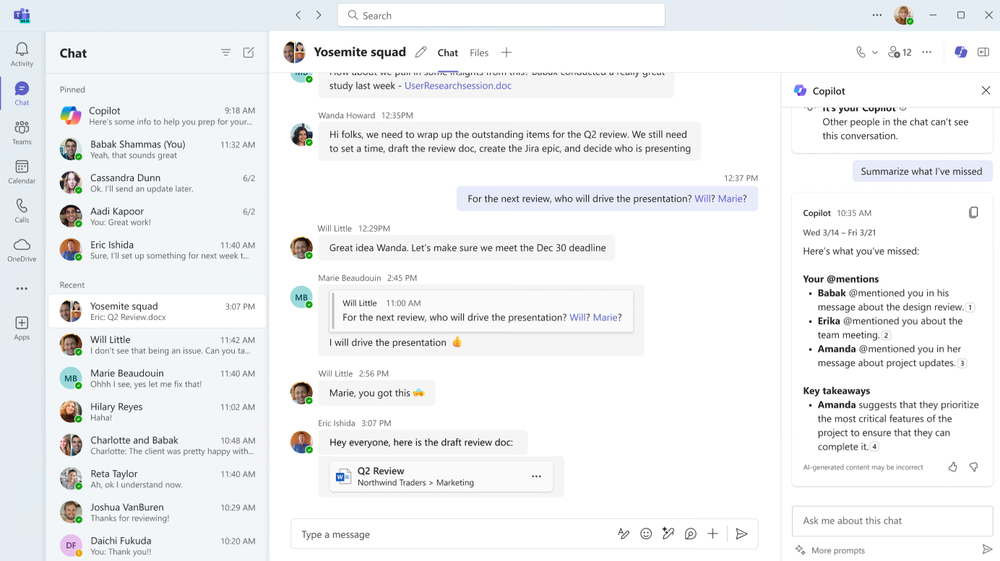 NEW
Search
Activity
Chat
Teams
Calendar
Calls
OneDrive
Apps
Chat
Pinned
Copilot 9:18 AM
Here's some info to help you prep for your...
Babak Shammas (You) 11:32 AM
Yeah, that sounds great
Cassandra Dunn 6/2
Ok. I'll send an update later.
Aadi Kapoor 6/2
You: Great work!
Eric Ishida 11:40 AM
Sure, I'll set up something for next week t...
Recent
Yosemite squad 3:07 PM
Eric: Q2 Review.docx
Will Little 11:42 AM
I don't see that being an issue. Can you ta...
MB
Marie Beaudouin 11:40 AM
Ohhh I see, yes let me fix that!
Hilary Reyes 11:02 AM
Haha!
Charlotte and Babak 10:48 AM
Charlotte: The client was pretty happy with...
Reta Taylor 11:40 AM
Ah, ok I understand now.
Joshua VanBuren 10:29 AM
Thanks for reviewing!
DF
Daichi Fukuda 10:20 AM
You: Thank you!!
Yosemite squad
Chat
Files
12
MB
How about we pull in some insights from this? Babak conducted a really great
study last week - UserResearchsession.doc
Wanda Howard 12:35PM
Hi folks, we need to wrap up the outstanding items for the Q2 review. We still need
to set a time, draft the review doc, create the Jira epic, and decide who is presenting
12:37 PM
For the next review, who will drive the presentation? Will? Marie?
Will Little 12:29PM
Great idea Wanda. Let's make sure we meet the Dec 30 deadline
Marie Beaudouin 2:45 PM
MB
Will Little 11:00 AM
For the next review, who will drive the presentation? Will? Marie?
I will drive the presentation 👍
Will Little 2:56 PM
Marie, you got this
Eric Ishida 3:07 PM
Hey everyone, here is the draft review doc:
W
Q2 Review
Northwind Traders > Marketing
Type a message
Copilot
It's your Copilot
Other people in the chat can't see
this conversation.
Summarize what I've missed
Copilot 10:35 AM
Wed 3/14 – Fri 3/21
Here's what you've missed:
Your @mentions
• Babak @mentioned you in his
message about the design review. 1
• Erika @mentioned you about the
team meeting. 2
• Amanda @mentioned you in her
message about project updates. 3
Key takeaways
• Amanda suggests that they prioritize
the most critical features of the
project to ensure that they can
complete it. 4
AI-generated content may be incorrect
Ask me about this chat
More prompts